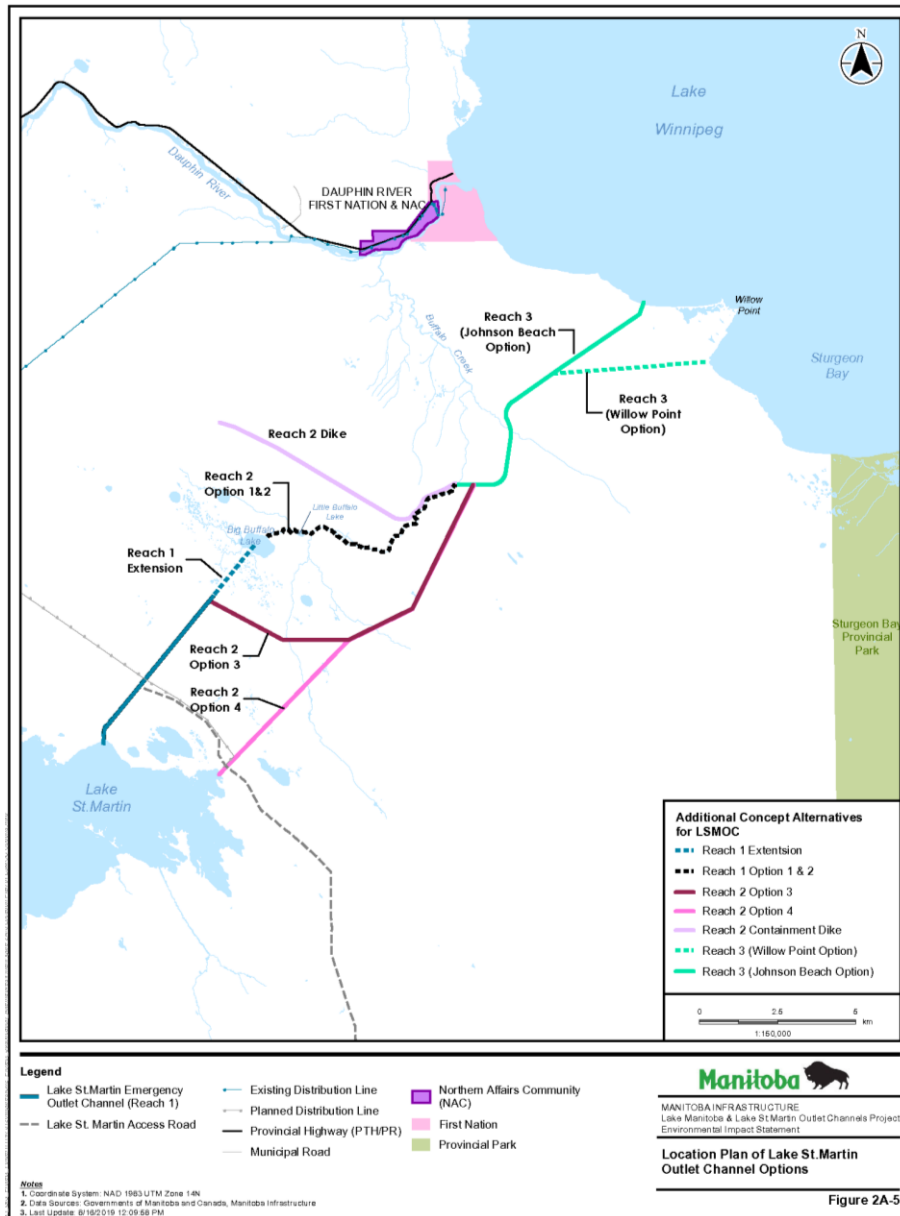 N
Lake
Winnipeg
Dauphin River
DAUPHIN RIVER
FIRST NATION & NAC
Buffalo Creek
Reach 3
(Johnson Beach
Option)
Willow
Point
Sturgeon
Bay
Reach 3
(Willow Point
Option)
Reach 2 Dike
Reach 2
Option 1&2
Little Buffalo
Lake
Big Buffalo
Lake
Reach 1
Extension
Reach 2
Option 3
Reach 2
Option 4
Sturgeon Bay
Provincial
Park
Lake
St.Martin
Additional Concept Alternatives
for LSMOC
Reach 1 Extentsion
Reach 1 Option 1 & 2
Reach 2 Option 3
Reach 2 Option 4
Reach 2 Containment Dike
Reach 3 (Willow Point Option)
Reach 3 (Johnson Beach Option)
0 2.5 5
km
1:150,000
Legend
Lake St.Martin Emergency
Outlet Channel (Reach 1)
Lake St. Martin Access Road
Existing Distribution Line
Planned Distribution Line
Provincial Highway (PTH/PR)
Municipal Road
Northern Affairs Community
(NAC)
First Nation
Provincial Park
Manitoba
MANITOBA INFRASTRUCTURE
Lake Manitoba & Lake St.Martin Outlet Channels Project
Environmental Impact Statement
Location Plan of Lake St.Martin
Outlet Channel Options
Figure 2A-5
Notes
1. Coordinate System: NAD 1983 UTM Zone 14N
2. Data Sources: Governments of Manitoba and Canada, Manitoba Infrastructure
3. Last Update: 8/16/2019 12:09:58 PM